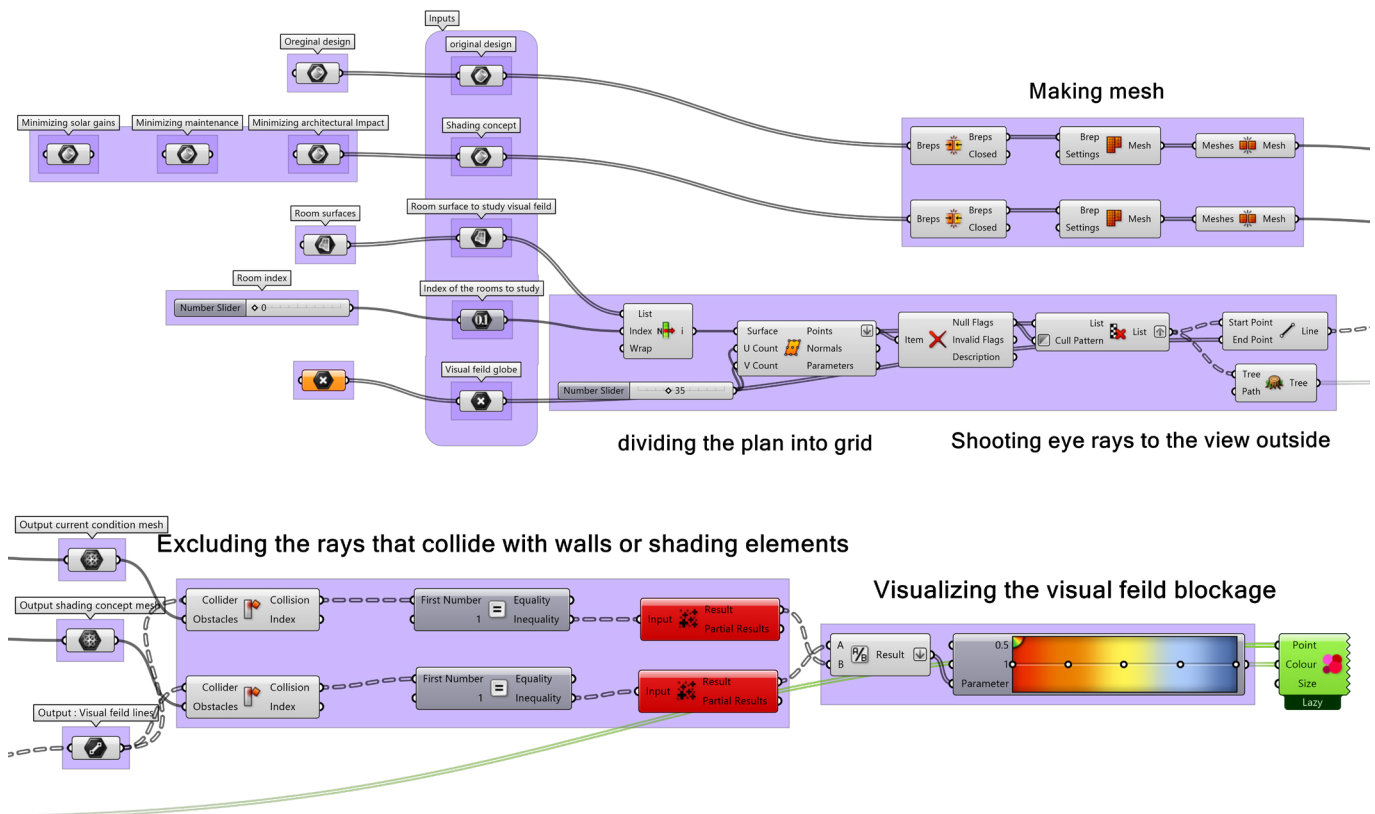 Inputs
Oreginal design
original design
Making mesh
Minimizing solar gains
Minimizing maintenance
Minimizing architectural Impact
Shading concept
Breps
Breps
Closed
Brep
Settings
Mesh
Meshes
Mesh
Room surfaces
Room surface to study visual feild
Breps
Breps
Closed
Brep
Settings
Mesh
Meshes
Mesh
Room index
Number Slider
0
Index of the rooms to study
0.1
List
Index
Wrap
N
i
Surface
U Count
V Count
Points
Normals
Parameters
Item
Null Flags
Invalid Flags
Description
List
Cull Pattern
List
Start Point
End Point
Line
Tree
Path
Tree
Visual feild globe
Number Slider
35
dividing the plan into grid
Shooting eye rays to the view outside
Output current condition mesh
Excluding the rays that collide with walls or shading elements
Output shading concept mesh
Output : Visual feild lines
Collider
Obstacles
Collision
Index
First Number
1
=
Equality
Inequality
Input
Result
Partial Results
Collider
Obstacles
Collision
Index
First Number
1
=
Equality
Inequality
Input
Result
Partial Results
Visualizing the visual feild blockage
A
B
A/B
Result
0.5
1
Parameter
Point
Colour
Size
Lazy